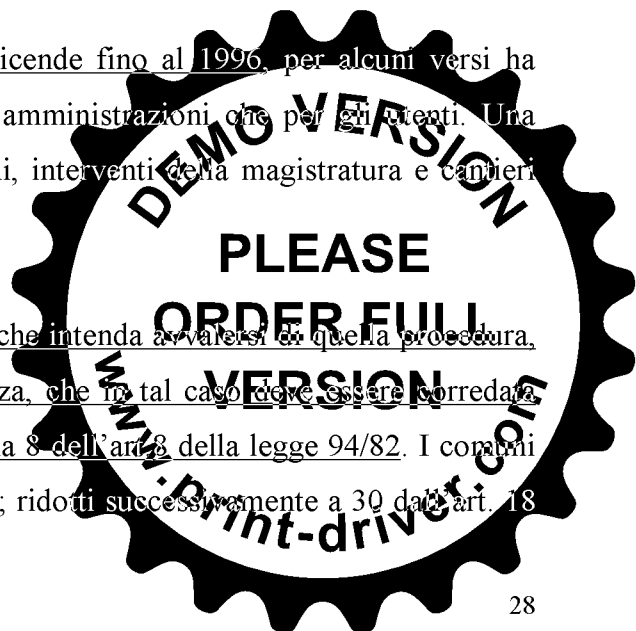 icende fino al 1996, per alcuni versi ha
amministrazioni che per gli utenti. Una
i, interventi della magistratura e cantieri
DEMO VERSION
PLEASE
ORDER FULL
VERSION
www.print-driver.com
che intenda avvalersi di quella procedura,
za, che in tal caso deve essere corredata
a 8 dell'art.8 della legge 94/82. I comuni
; ridotti successivamente a 30 dall'art. 18
28